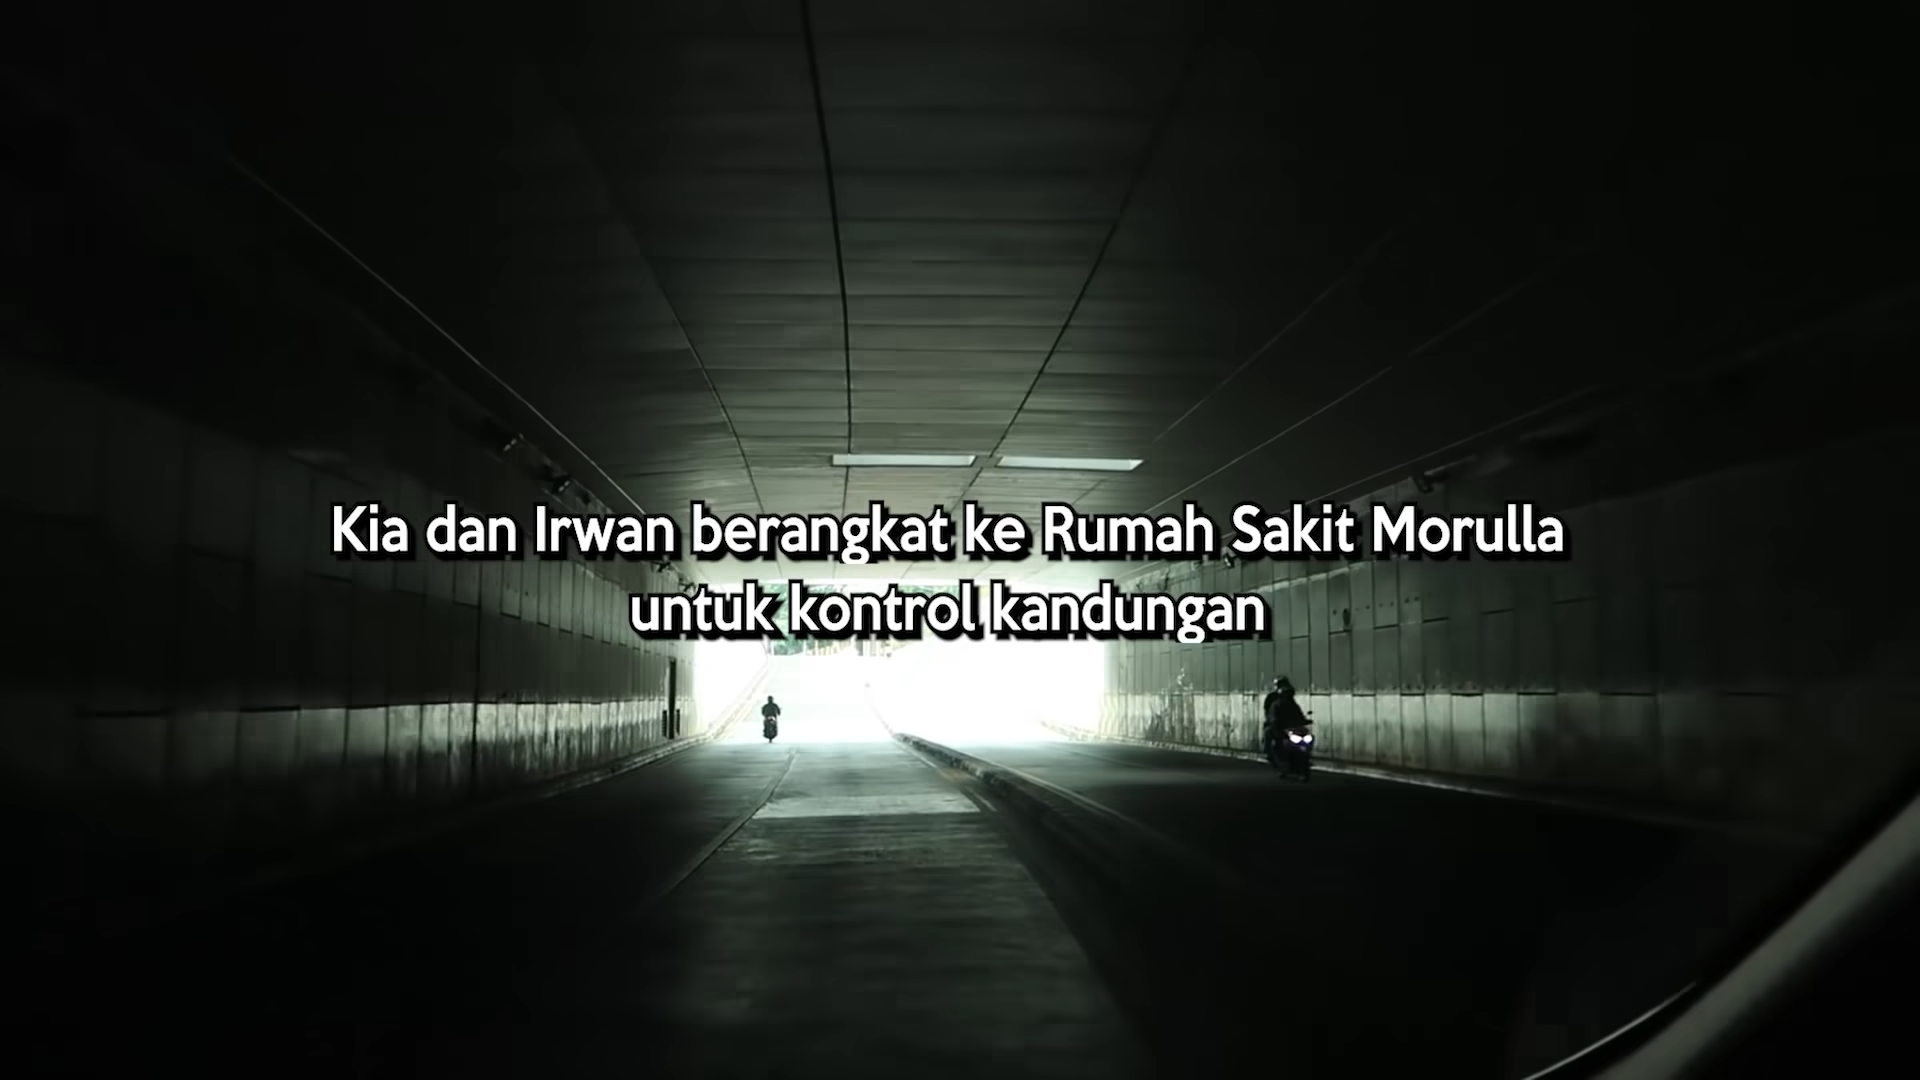 Kia dan Irwan berangkat ke Rumah Sakit Morulla
untuk kontrol kandungan